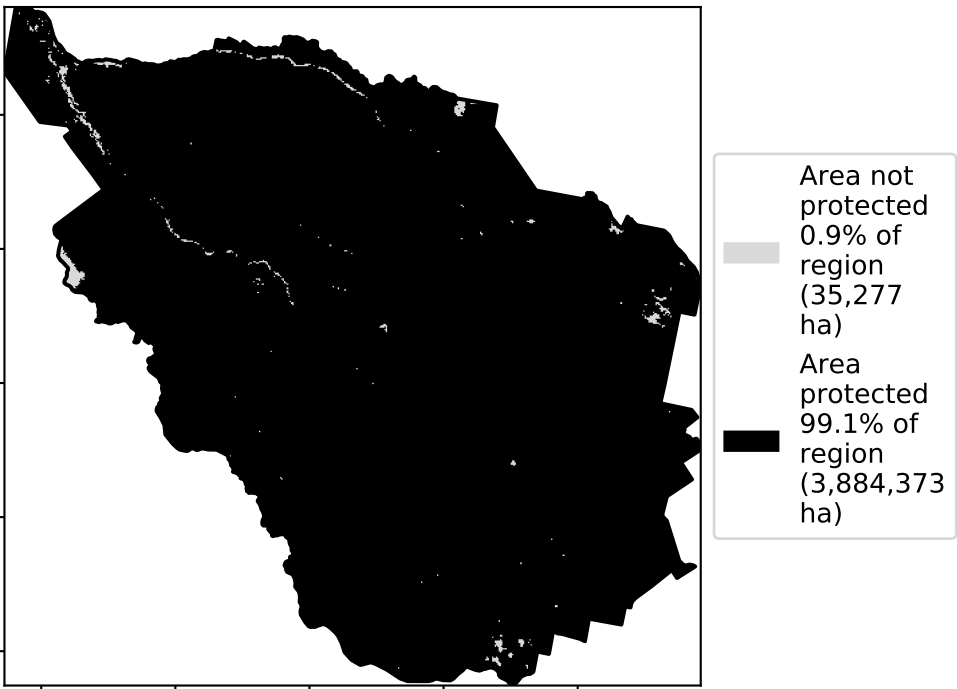 Area not
protected
0.9% of
region
(35,277
ha)
Area
protected
99.1% of
region
(3,884,373
ha)